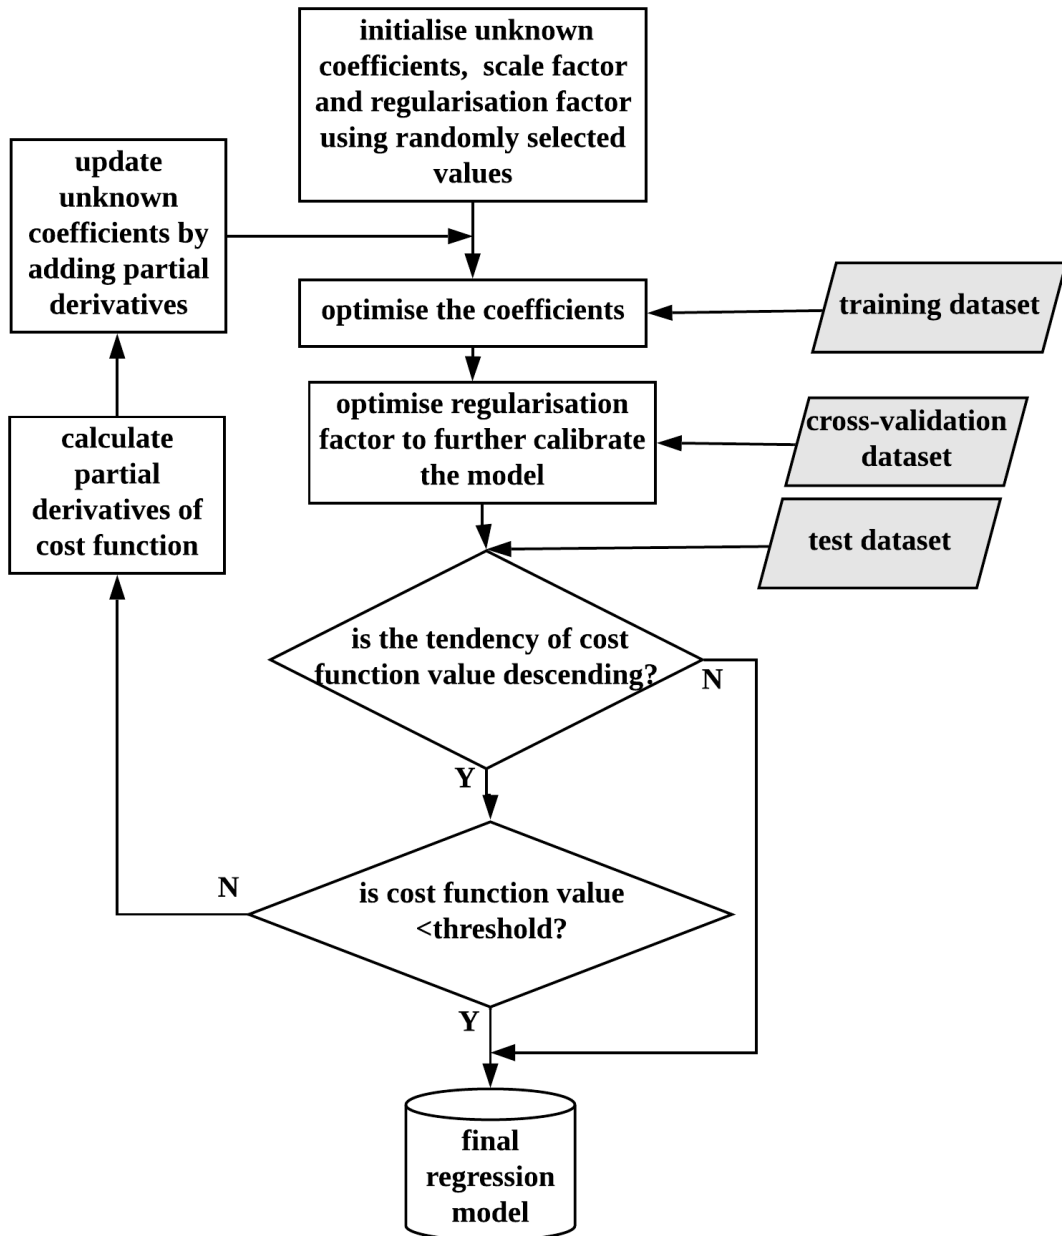 initialise unknown
coefficients, scale factor
and regularisation factor
using randomly selected
values
update
unknown
coefficients by
adding partial
derivatives
optimise the coefficients
training dataset
optimise regularisation
factor to further calibrate
the model
cross-validation
dataset
calculate
partial
derivatives of
cost function
test dataset
is the tendency of cost
function value descending?
N
Y
is cost function value
<threshold?
N
Y
final
regression
model